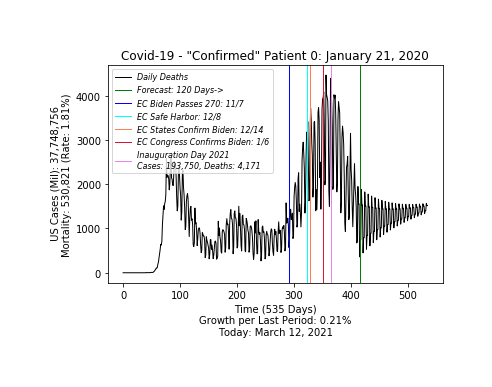 Covid-19 - "Confirmed" Patient 0: January 21, 2020
US Cases (Mil): 37,748,756
Mortality: 530,821 (Rate: 1.81%)
4000
3000
2000
1000
0
Daily Deaths
Forecast: 120 Days->
EC Biden Passes 270: 11/7
EC Safe Harbor: 12/8
EC States Confirm Biden: 12/14
EC Congress Confirms Biden: 1/6
Inauguration Day 2021
Cases: 193,750, Deaths: 4,171
0 100 200 300 400 500
Time (535 Days)
Growth per Last Period: 0.21%
Today: March 12, 2021